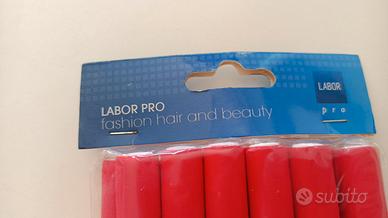 LABOR PRO
fashion hair and beauty
LABOR
pro
subito